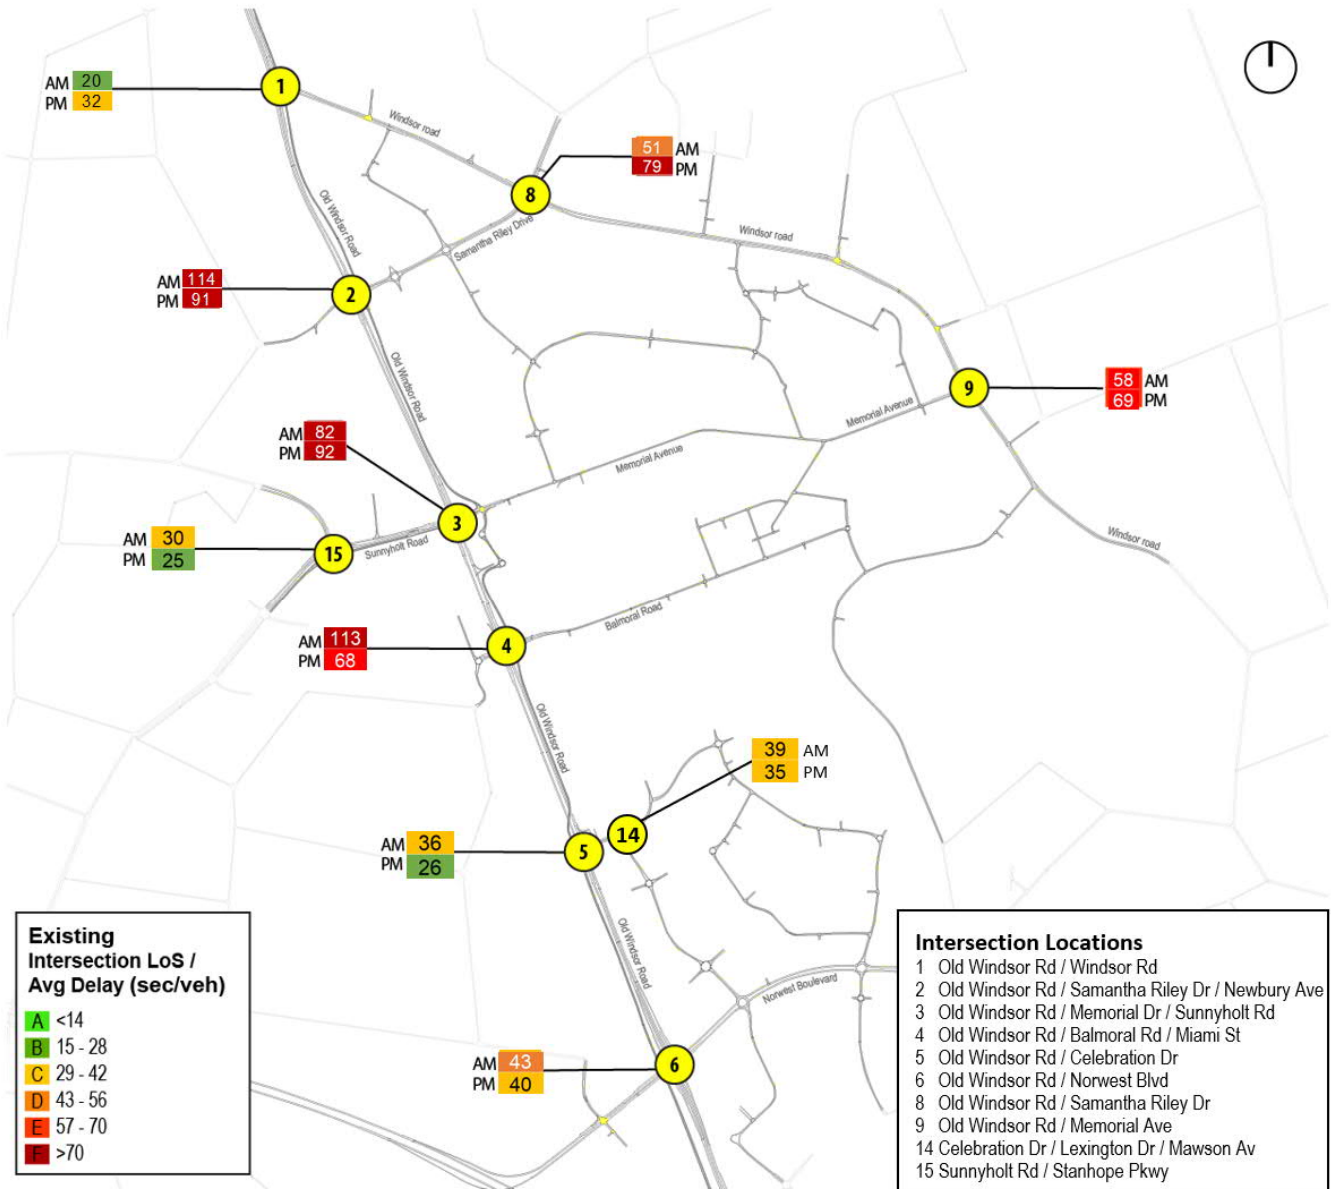 1
AM 20
PM 32
Windsor road
51 AM
79 PM
8
Old Windsor Road
Samantha Riley Drive
Windsor road
AM 114
PM 91
2
Old Windsor Road
9
58 AM
69 PM
Memorial Avenue
AM 82
PM 92
Memorial Avenue
3
AM 30
PM 25
15
Sunnyholt Road
Windsor road
Balmoral Road
AM 113
PM 68
4
Old Windsor Road
39 AM
35 PM
14
AM 36
PM 26
5
Old Windsor Road
Norwest Boulevard
AM 43
PM 40
6
Existing
Intersection LoS /
Avg Delay (sec/veh)
A <14
B 15 - 28
C 29 - 42
D 43 - 56
E 57 - 70
F >70
Intersection Locations
1 Old Windsor Rd / Windsor Rd
2 Old Windsor Rd / Samantha Riley Dr / Newbury Ave
3 Old Windsor Rd / Memorial Dr / Sunnyholt Rd
4 Old Windsor Rd / Balmoral Rd / Miami St
5 Old Windsor Rd / Celebration Dr
6 Old Windsor Rd / Norwest Blvd
8 Old Windsor Rd / Samantha Riley Dr
9 Old Windsor Rd / Memorial Ave
14 Celebration Dr / Lexington Dr / Mawson Av
15 Sunnyholt Rd / Stanhope Pkwy